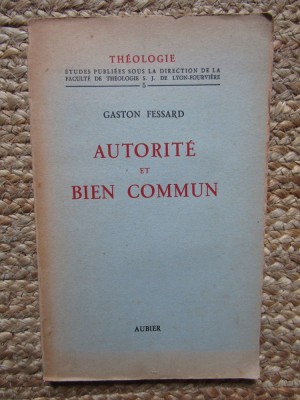 THÉOLOGIE
ÉTUDES PUBLIÉES SOUS LA DIRECTION DE LA
FACULTÉ DE THÉOLOGIE S. J. DE LYON-FOURVIÈRE
5
GASTON FESSARD
AUTORITÉ
ET
BIEN COMMUN
AUBIER